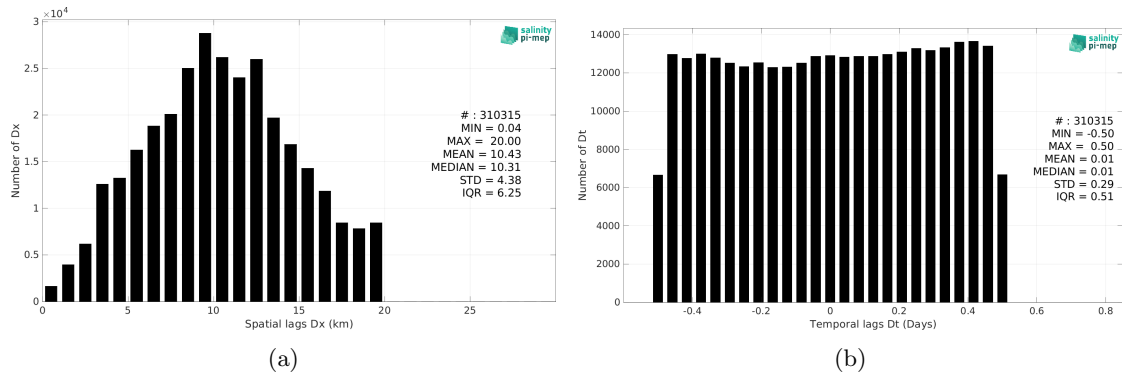 3 ×10⁴
2.5
2
1.5
1
0.5
0
0
5
10
15
20
25
Number of Dx
Spatial lags Dx (km)
salinity
pi-mep
# : 310315
MIN = 0.04
MAX = 20.00
MEAN = 10.43
MEDIAN = 10.31
STD = 4.38
IQR = 6.25
(a)
14000
12000
10000
8000
6000
4000
2000
0
-0.4
-0.2
0
0.2
0.4
0.6
0.8
Number of Dt
Temporal lags Dt (Days)
salinity
pi-mep
# : 310315
MIN = -0.50
MAX = 0.50
MEAN = 0.01
MEDIAN = 0.01
STD = 0.29
IQR = 0.51
(b)